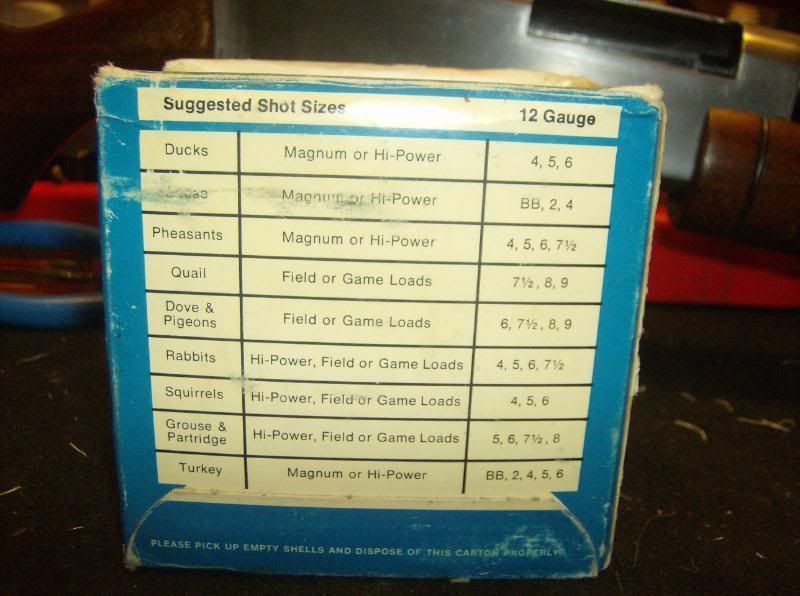 Suggested Shot Sizes 12 Gauge
Ducks Magnum or Hi-Power 4, 5, 6
Magnum or Hi-Power BB, 2, 4
Pheasants Magnum or Hi-Power 4, 5, 6, 7½
Quail Field or Game Loads 7½, 8, 9
Dove &
Pigeons Field or Game Loads 6, 7½, 8, 9
Rabbits Hi-Power, Field or Game Loads 4, 5, 6, 7½
Squirrels Hi-Power, Field or Game Loads 4, 5, 6
Grouse &
Partridge Hi-Power, Field or Game Loads 5, 6, 7½, 8
Turkey Magnum or Hi-Power BB, 2, 4, 5, 6
PLEASE PICK UP EMPTY SHELLS AND DISPOSE OF THIS CARTON PROPERLY